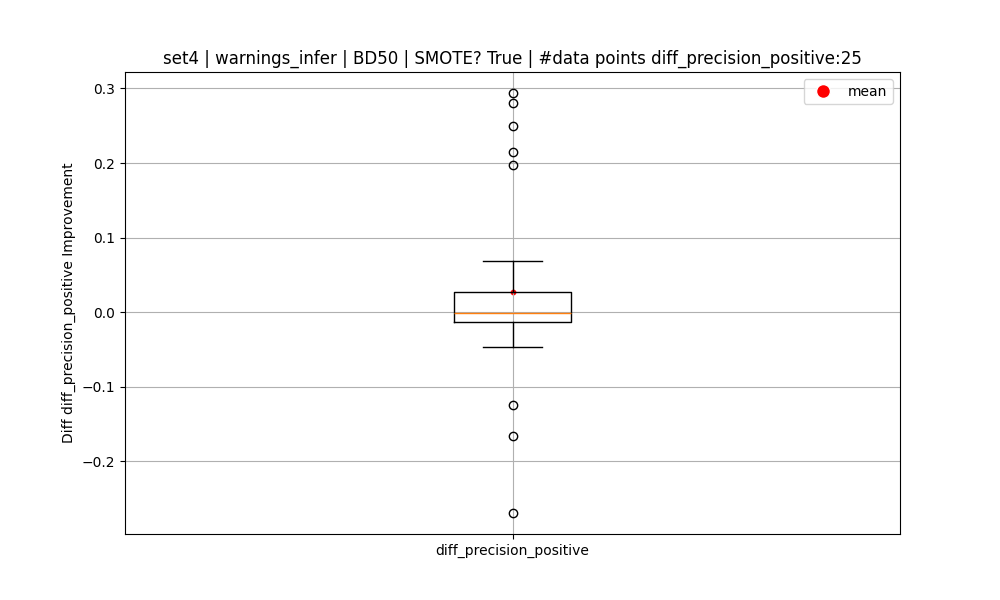 set4 | warnings_infer | BD50 | SMOTE? True | #data points diff_precision_positive:25
mean
Diff diff_precision_positive Improvement
0.3
0.2
0.1
0.0
−0.1
−0.2
diff_precision_positive